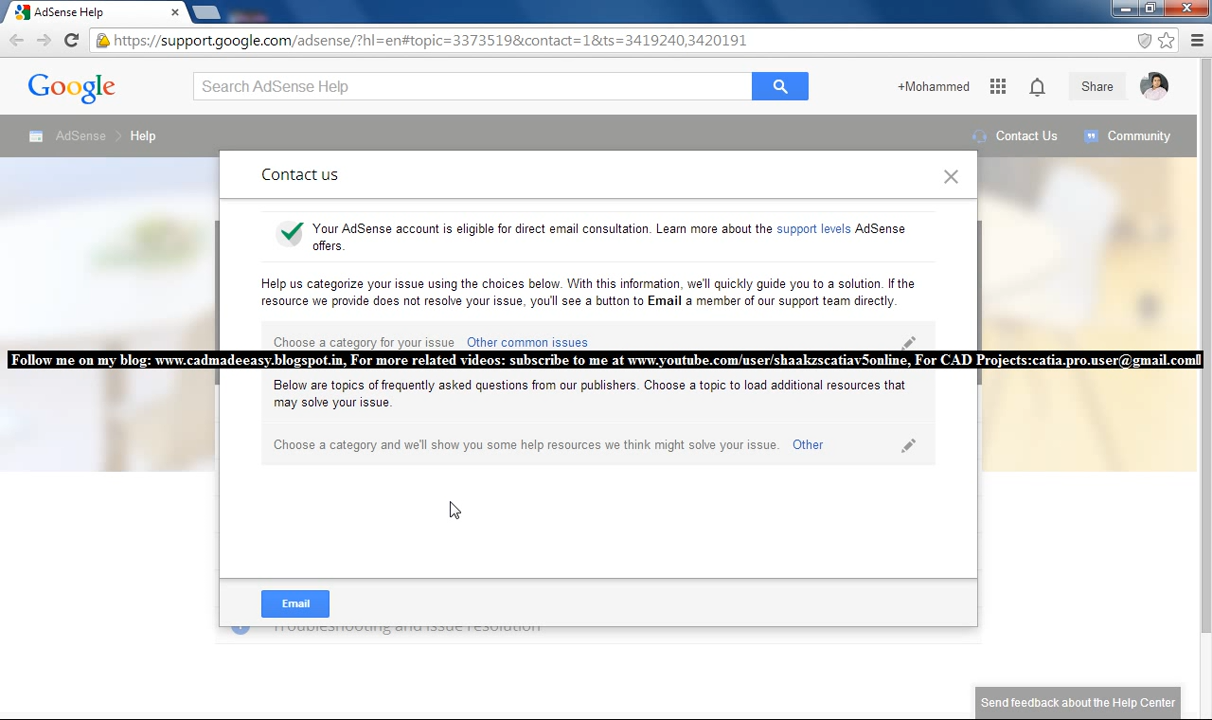 AdSense Help
https://support.google.com/adsense/?hl=en#topic=3373519&contact=1&ts=3419240,3420191
Google
Search AdSense Help
+Mohammed
Share
AdSense
Help
Contact Us
Community
Contact us
Your AdSense account is eligible for direct email consultation. Learn more about the support levels AdSense
offers.
Help us categorize your issue using the choices below. With this information, we'll quickly guide you to a solution. If the
resource we provide does not resolve your issue, you'll see a button to Email a member of our support team directly.
Choose a category for your issue Other common issues
Follow me on my blog: www.cadmadeeasy.blogspot.in, For more related videos: subscribe to me at www.youtube.com/user/shaakzscatiav5online, For CAD Projects:catia.pro.user@gmail.com
Below are topics of frequently asked questions from our publishers. Choose a topic to load additional resources that
may solve your issue.
Choose a category and we'll show you some help resources we think might solve your issue. Other
Email
Troubleshooting and issue resolution
Send feedback about the Help Center